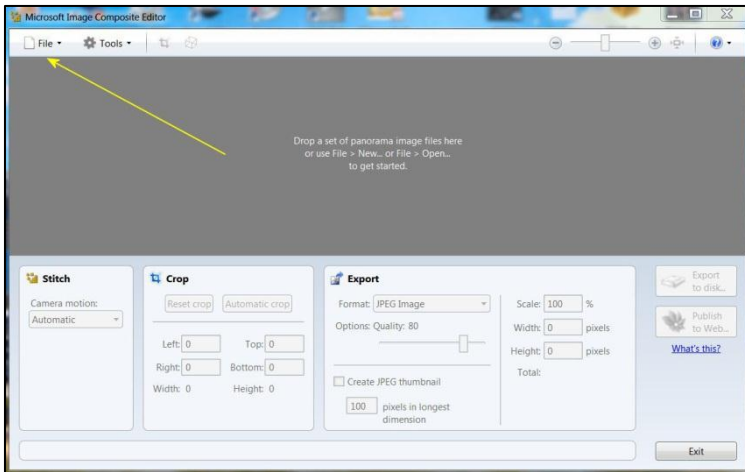 Microsoft Image Composite Editor
File Tools
Drop a set of panorama image files here
or use File > New... or File > Open...
to get started.
Stitch
Camera motion:
Automatic
Crop
Reset crop Automatic crop
Left: 0 Top: 0
Right: 0 Bottom: 0
Width: 0 Height: 0
Export
Format: JPEG Image
Options: Quality: 80
Create JPEG thumbnail
100 pixels in longest
dimension
Scale: 100 %
Width: 0 pixels
Height: 0 pixels
Total:
Export
to disk...
Publish
to Web...
What's this?
Exit